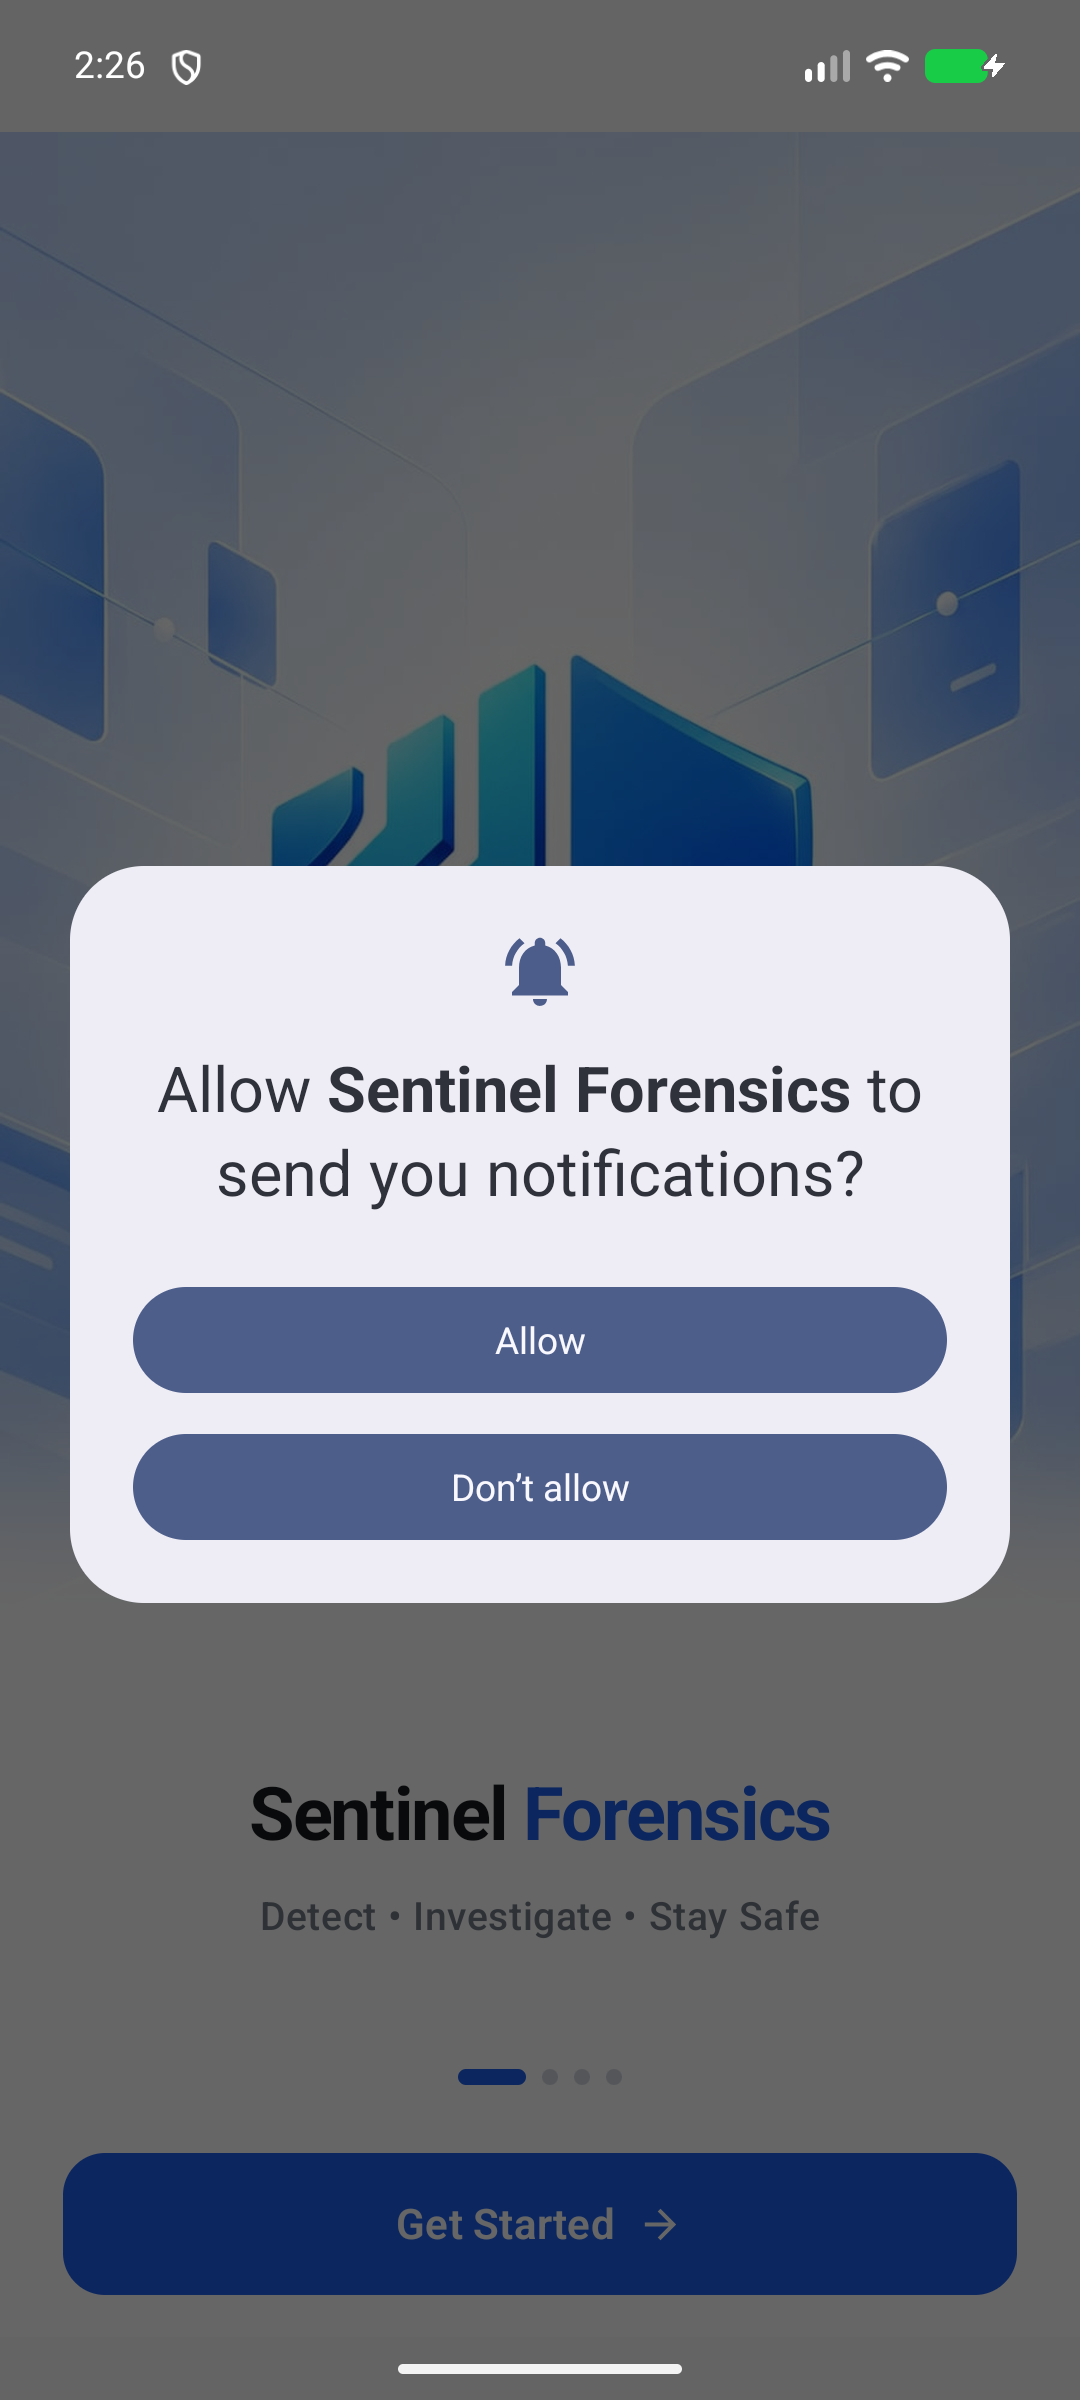 2:26
Allow Sentinel Forensics to
send you notifications?
Allow
Don’t allow
Sentinel Forensics
Detect • Investigate • Stay Safe
Get Started →